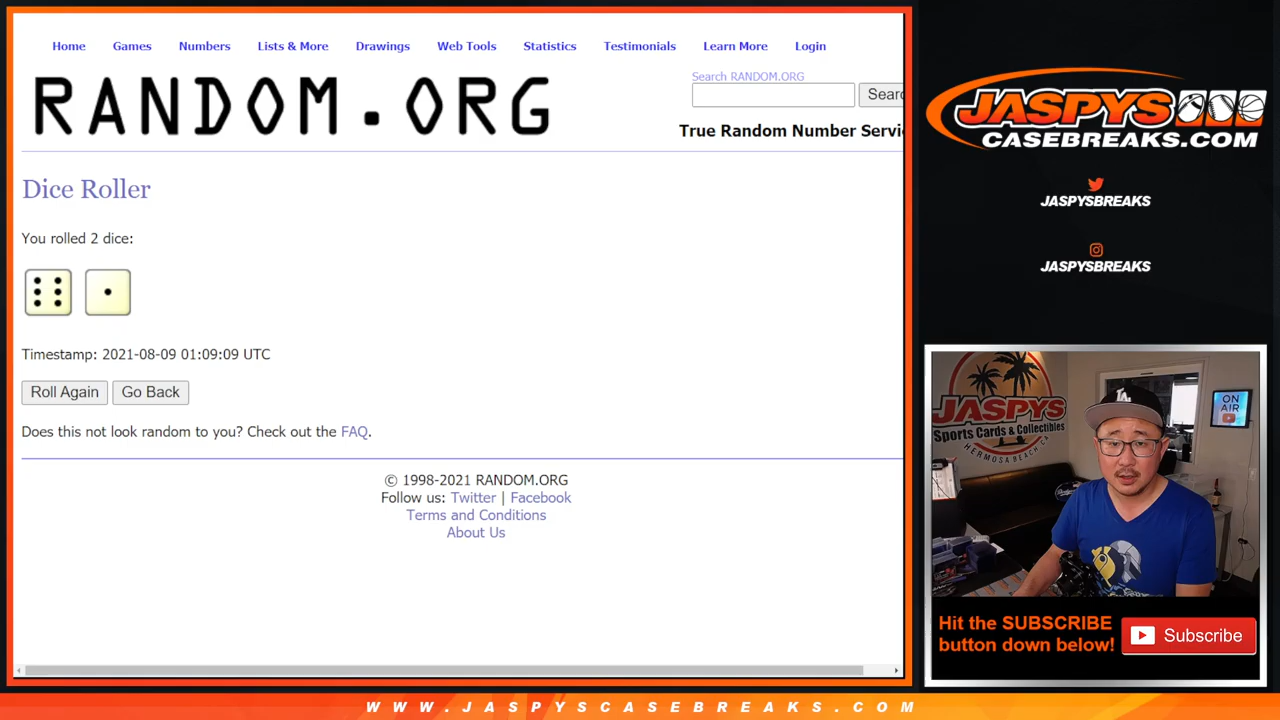 Home Games Numbers Lists & More Drawings Web Tools Statistics Testimonials Learn More Login
RANDOM.ORG
Search RANDOM.ORG
Searc
True Random Number Servi
Dice Roller
You rolled 2 dice:
Timestamp: 2021-08-09 01:09:09 UTC
Roll Again Go Back
Does this not look random to you? Check out the FAQ.
© 1998-2021 RANDOM.ORG
Follow us: Twitter | Facebook
Terms and Conditions
About Us
JASPYS
CASEBREAKS.COM
JASPYSBREAKS
JASPYSBREAKS
JASPYS
Sports Cards & Collectibles
HERMOSA BEACH, CA
ON
AIR
LA
Hit the SUBSCRIBE
button down below!
Subscribe
WWW.JASPYSCASEBREAKS.COM